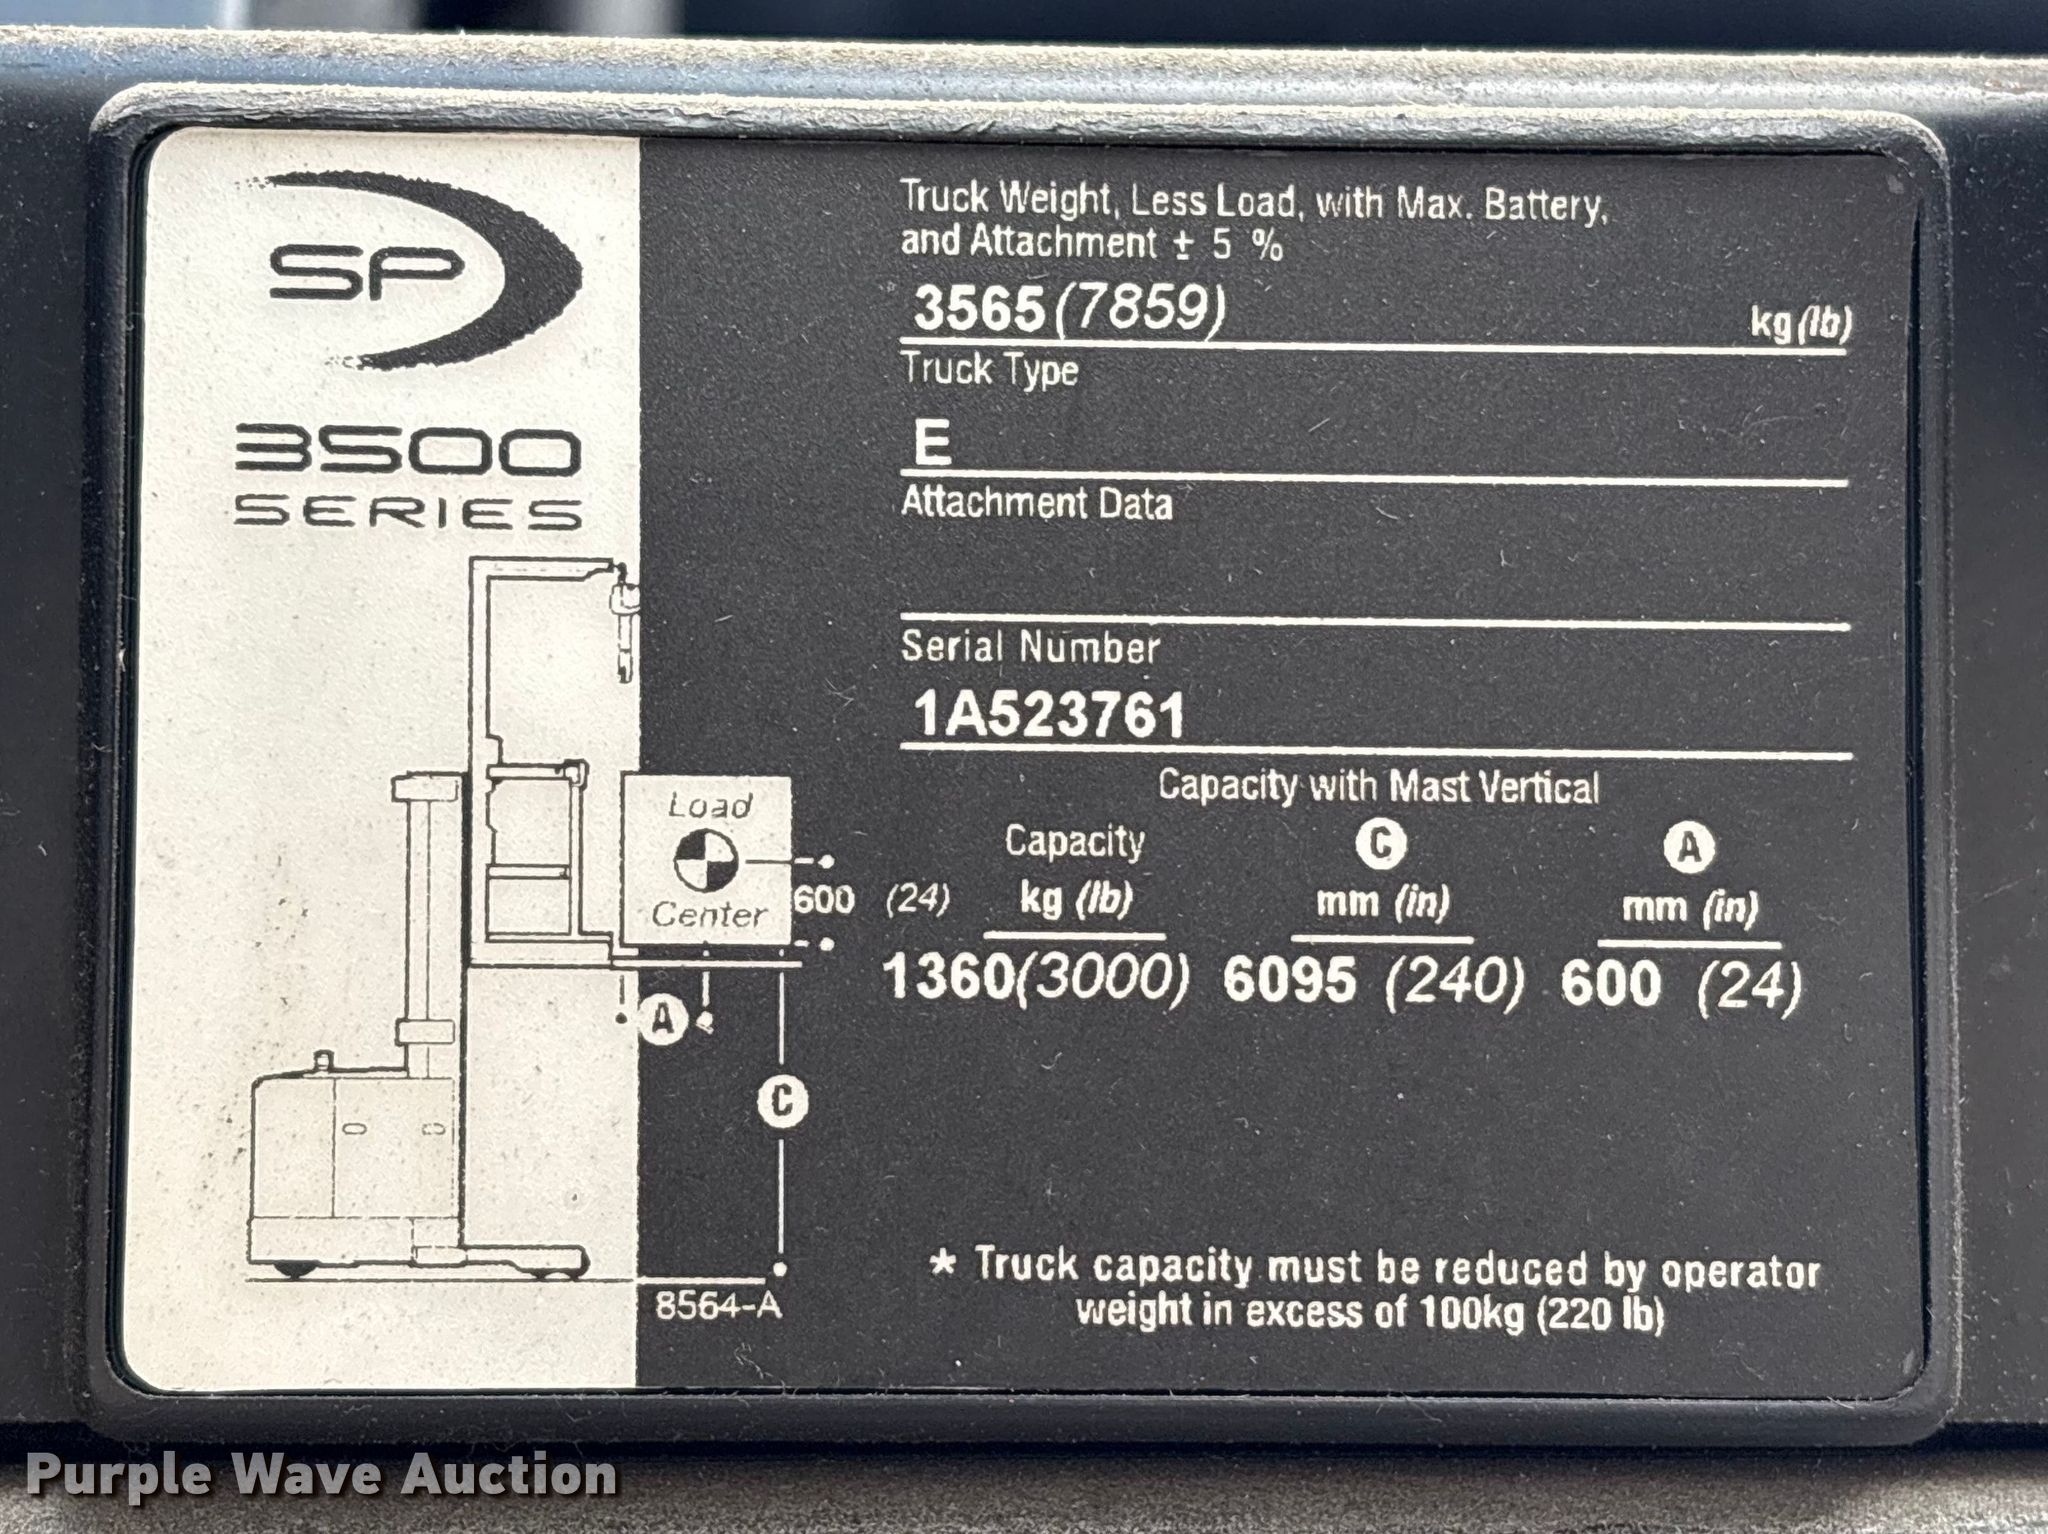 SP
3500
SERIES
Truck Weight, Less Load, with Max. Battery,
and Attachment ± 5 %
3565 (7859) kg (lb)
Truck Type
E
Attachment Data
Serial Number
1A523761
Capacity with Mast Vertical
Capacity C A
kg (lb) mm (in) mm (in)
1360 (3000) 6095 (240) 600 (24)
Load
Center
600 (24)
A
C
8564-A
* Truck capacity must be reduced by operator
weight in excess of 100kg (220 lb)
Purple Wave Auction